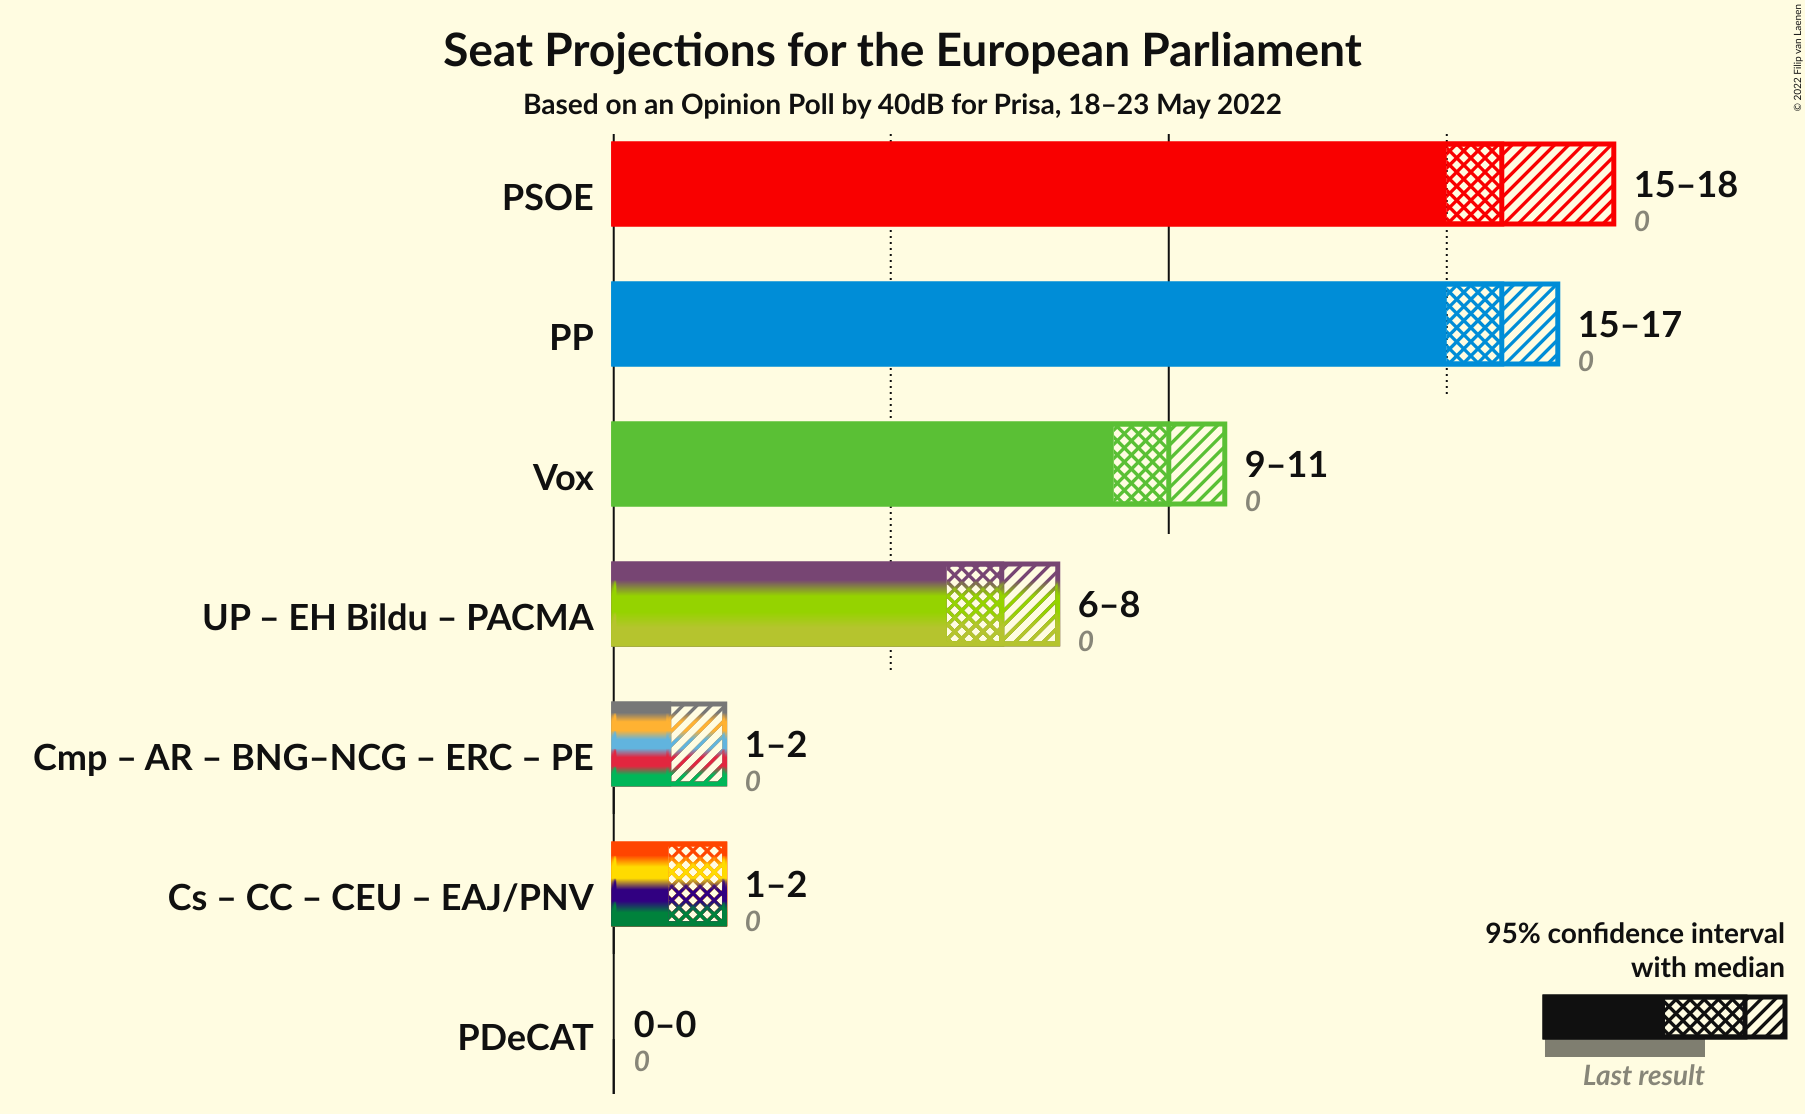 Seat Projections for the European Parliament
Based on an Opinion Poll by 40dB for Prisa, 18–23 May 2022
© 2022 Filip van Laenen
PSOE
15–18
0
PP
15–17
0
Vox
9–11
0
UP – EH Bildu – PACMA
6–8
0
Cmp – AR – BNG–NCG – ERC – PE
1–2
0
Cs – CC – CEU – EAJ/PNV
1–2
0
PDeCAT
0–0
0
95% confidence interval
with median
Last result